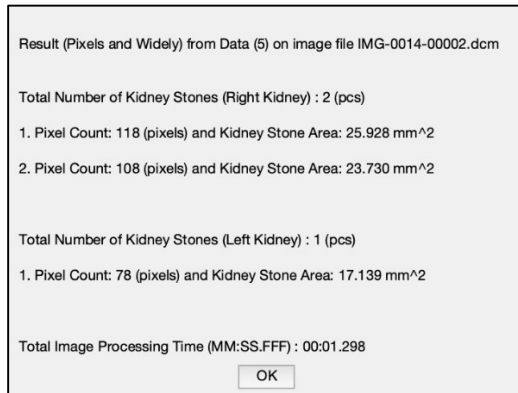 Result (Pixels and Widely) from Data (5) on image file IMG-0014-00002.dcm
Total Number of Kidney Stones (Right Kidney) : 2 (pcs)
1. Pixel Count: 118 (pixels) and Kidney Stone Area: 25.928 mm^2
2. Pixel Count: 108 (pixels) and Kidney Stone Area: 23.730 mm^2
Total Number of Kidney Stones (Left Kidney) : 1 (pcs)
1. Pixel Count: 78 (pixels) and Kidney Stone Area: 17.139 mm^2
Total Image Processing Time (MM:SS.FFF) : 00:01.298
OK